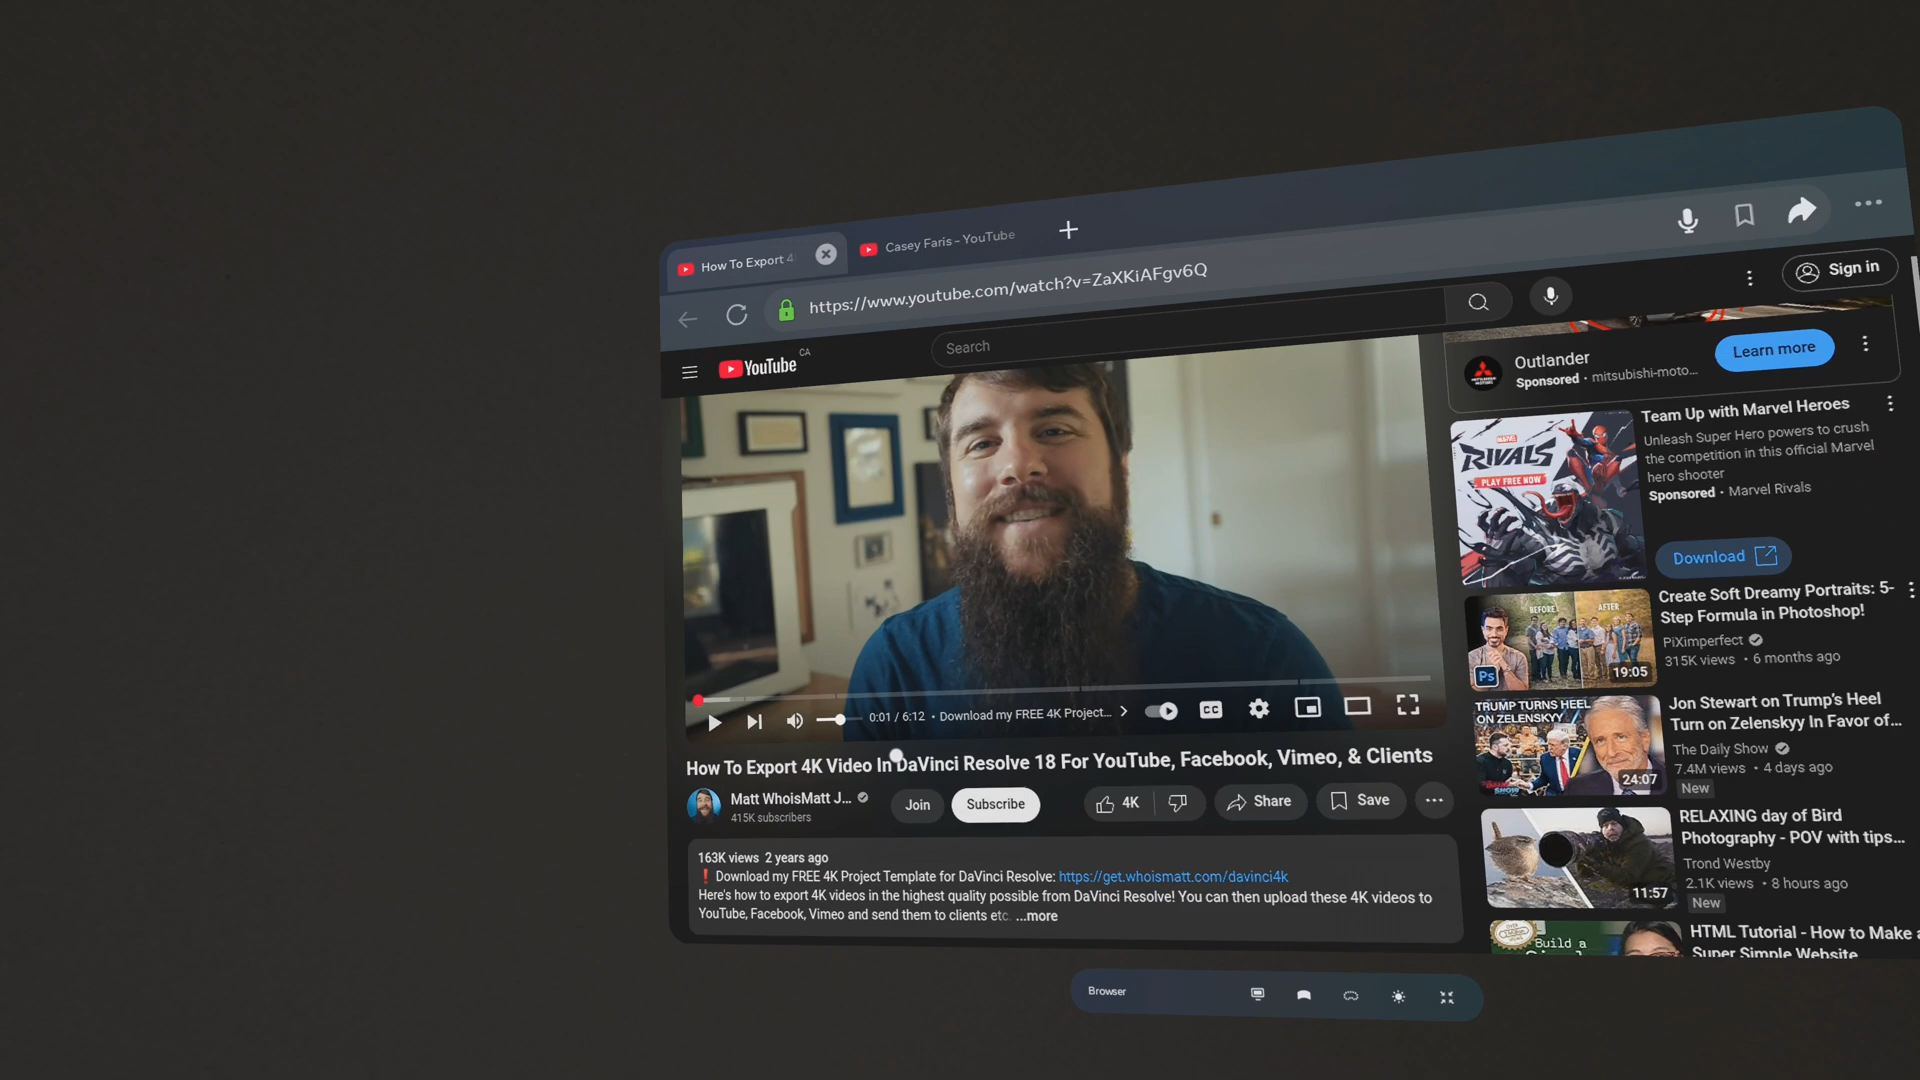 How To Export 4
Casey Faris - YouTube
https://www.youtube.com/watch?v=ZaXKiAFgv6Q
YouTube
CA
Search
Sign in
Outlander
Sponsored • mitsubishi-moto...
Learn more
RIVALS
PLAY FREE NOW
Team Up with Marvel Heroes
Unleash Super Hero powers to crush
the competition in this official Marvel
hero shooter
Sponsored • Marvel Rivals
Download
BEFORE
AFTER
Ps
19:05
Create Soft Dreamy Portraits: 5-
Step Formula in Photoshop!
PiXimperfect
315K views • 6 months ago
TRUMP TURNS HEEL
ON ZELENSKYY
24:07
Jon Stewart on Trump's Heel
Turn on Zelenskyy In Favor of...
The Daily Show
7.4M views • 4 days ago
New
11:57
RELAXING day of Bird
Photography - POV with tips...
Trond Westby
2.1K views • 8 hours ago
New
Build a
HTML Tutorial - How to Make a
Super Simple Website
0:01 / 6:12 • Download my FREE 4K Project...
CC
How To Export 4K Video In DaVinci Resolve 18 For YouTube, Facebook, Vimeo, & Clients
Matt WhoisMatt J...
415K subscribers
Join
Subscribe
4K
Share
Save
163K views 2 years ago
❗ Download my FREE 4K Project Template for DaVinci Resolve: https://get.whoismatt.com/davinci4k
Here's how to export 4K videos in the highest quality possible from DaVinci Resolve! You can then upload these 4K videos to
YouTube, Facebook, Vimeo and send them to clients etc. ...more
Browser